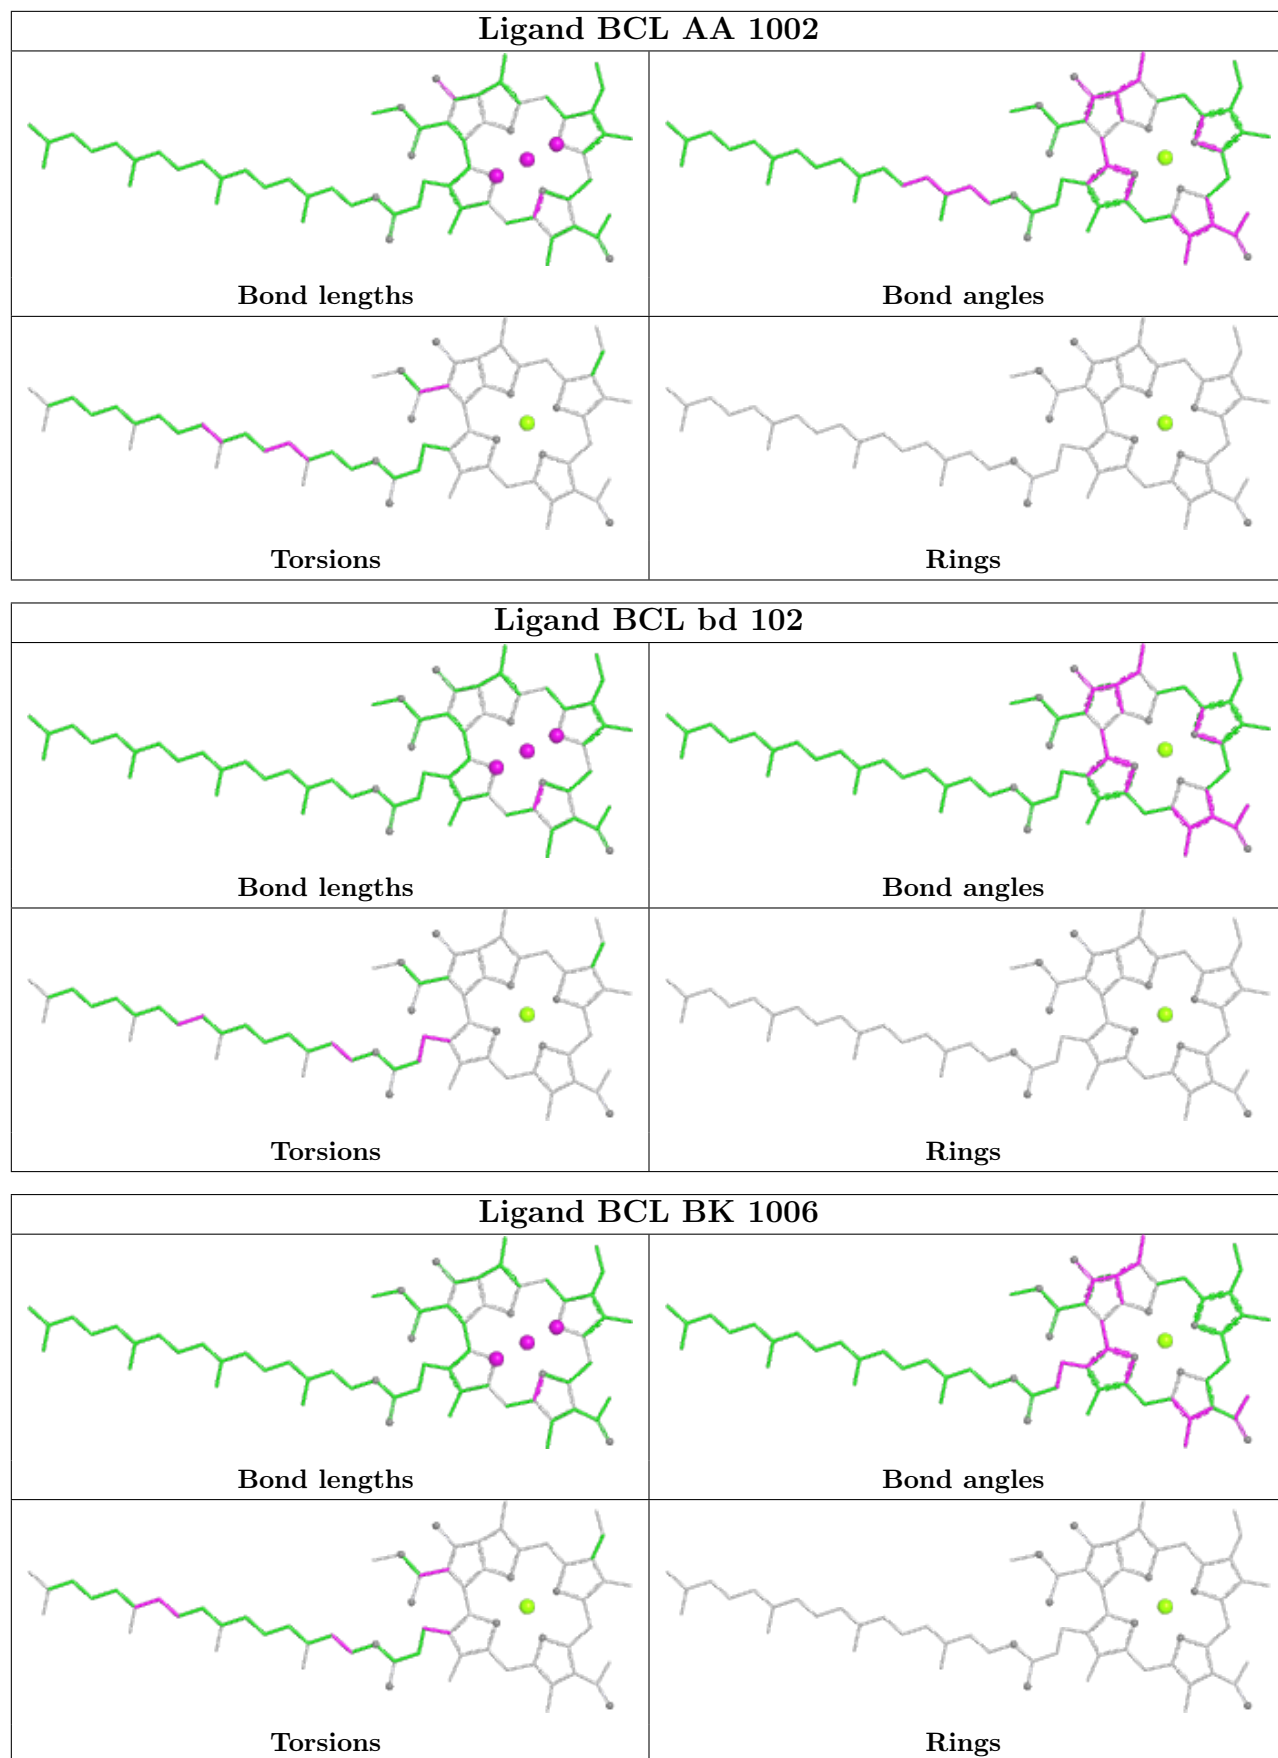 Ligand BCL AA 1002
Bond lengths
Bond angles
Torsions
Rings
Ligand BCL bd 102
Bond lengths
Bond angles
Torsions
Rings
Ligand BCL BK 1006
Bond lengths
Bond angles
Torsions
Rings